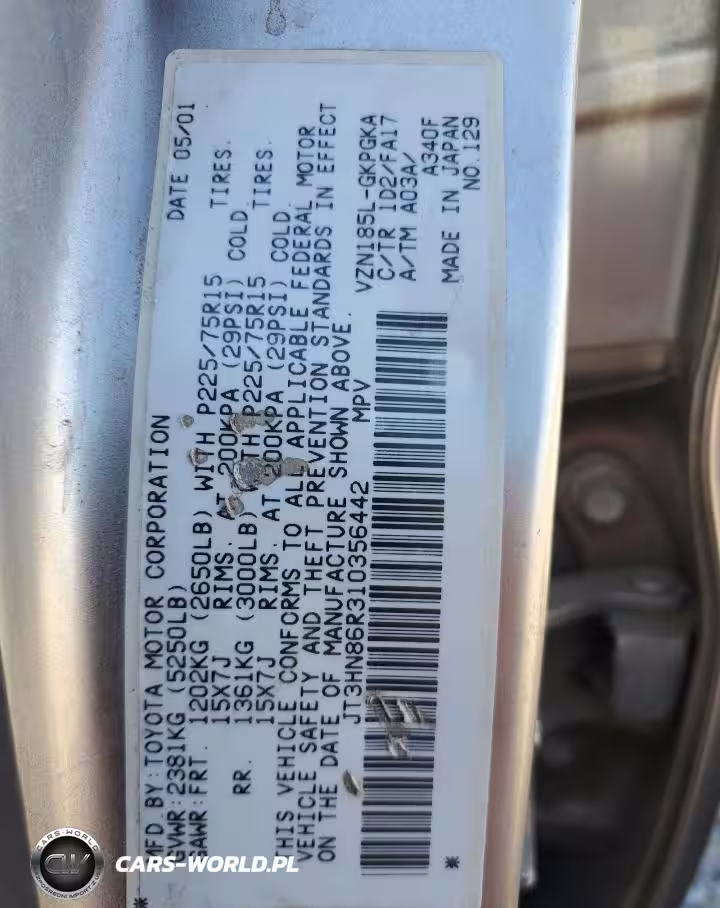 MFD.BY:TOYOTA MOTOR CORPORATION DATE 05/01
GVWR:2381KG (5250LB)
GAWR:FRT. 1202KG (2650LB) WITH P225/75R15 TIRES.
15X7J RIMS. AT 200KPA (29PSI) COLD
RR. 1361KG (3000LB) WITH P225/75R15 TIRES.
15X7J RIMS. AT 200KPA (29PSI) COLD.
THIS VEHICLE CONFORMS TO ALL APPLICABLE FEDERAL MOTOR
VEHICLE SAFETY AND THEFT PREVENTION STANDARDS IN EFFECT
ON THE DATE OF MANUFACTURE SHOWN ABOVE.
JT3HN86R310356442 MPV
VZN185L-GKPGKA
C/TR 1D2/FA17
A/TM A03A/
A340F
MADE IN JAPAN
NO.129
CARS-WORLD
CW
CARS-WORLD.PL